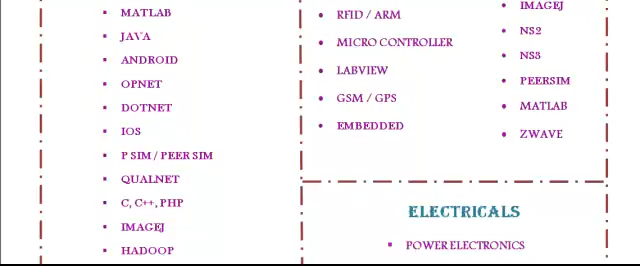 MATLAB
JAVA
ANDROID
OPNET
DOTNET
IOS
P SIM / PEER SIM
QUALNET
C, C++, PHP
IMAGEJ
HADOOP
RFID / ARM
MICRO CONTROLLER
LABVIEW
GSM / GPS
EMBEDDED
IMAGEJ
NS2
NS3
PEERSIM
MATLAB
ZWAVE
ELECTRICALS
POWER ELECTRONICS